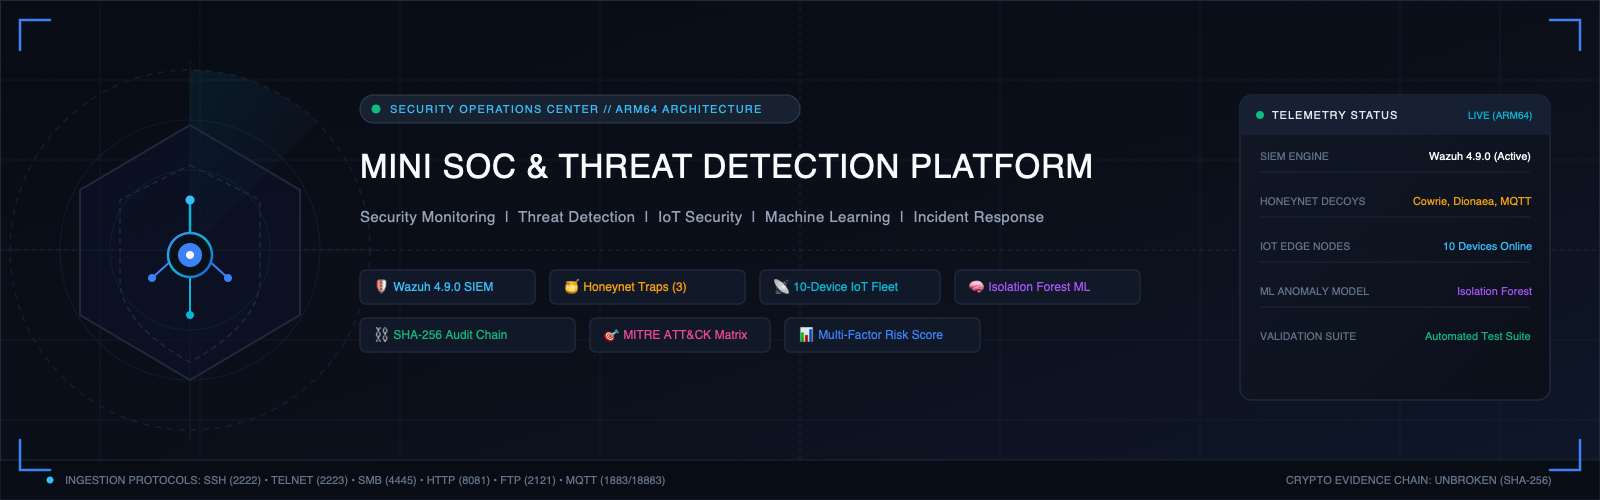 SECURITY OPERATIONS CENTER // ARM64 ARCHITECTURE
MINI SOC & THREAT DETECTION PLATFORM
Security Monitoring | Threat Detection | IoT Security | Machine Learning | Incident Response
Wazuh 4.9.0 SIEM
Honeynet Traps (3)
10-Device IoT Fleet
Isolation Forest ML
SHA-256 Audit Chain
MITRE ATT&CK Matrix
Multi-Factor Risk Score
TELEMETRY STATUS LIVE (ARM64)
SIEM ENGINE Wazuh 4.9.0 (Active)
HONEYNET DECOYS Cowrie, Dionaea, MQTT
IOT EDGE NODES 10 Devices Online
ML ANOMALY MODEL Isolation Forest
VALIDATION SUITE Automated Test Suite
INGESTION PROTOCOLS: SSH (2222) • TELNET (2223) • SMB (4445) • HTTP (8081) • FTP (2121) • MQTT (1883/18883)
CRYPTO EVIDENCE CHAIN: UNBROKEN (SHA-256)